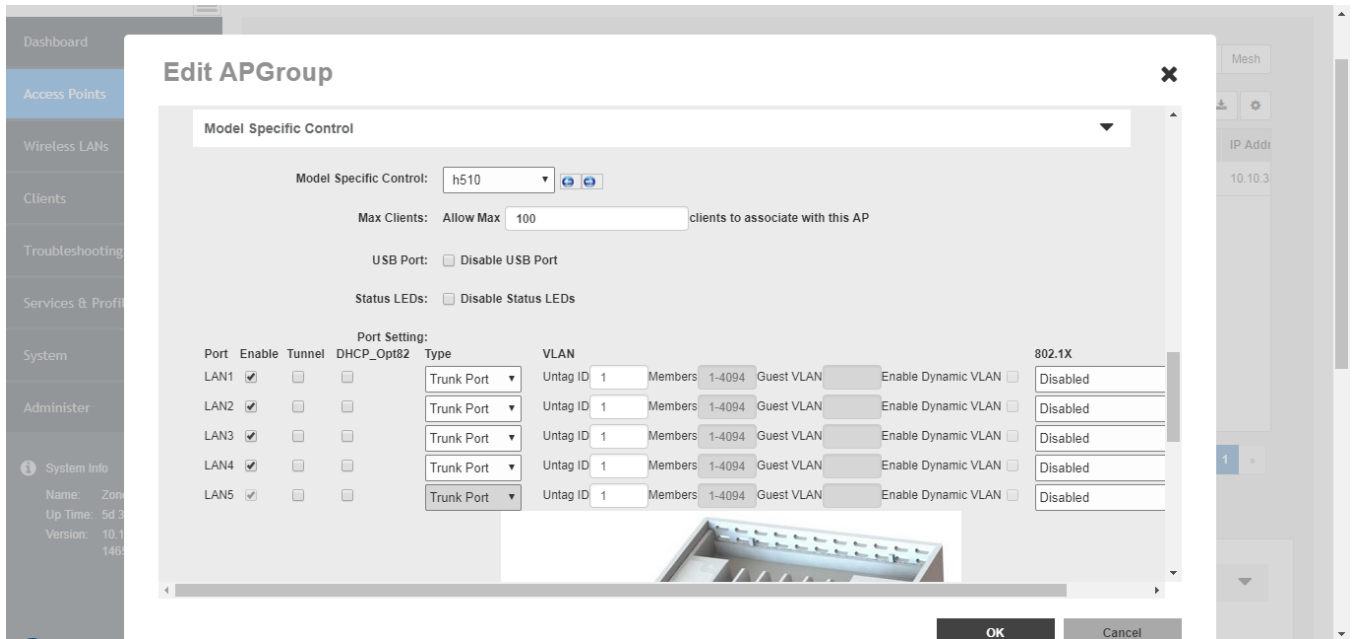 Dashboard
Access Points
Wireless LANs
Clients
Troubleshooting
Services & Profil
System
Administer
System Info
Name: Zone
Up Time: 5d 3
Version: 10.1
1465
Mesh
IP Addr
10.10.3
1 »
Edit APGroup
Model Specific Control
Model Specific Control: h510
Max Clients: Allow Max 100 clients to associate with this AP
USB Port: Disable USB Port
Status LEDs: Disable Status LEDs
Port Setting:
Port Enable Tunnel DHCP_Opt82 Type VLAN 802.1X
LAN1 Trunk Port Untag ID 1 Members 1-4094 Guest VLAN Enable Dynamic VLAN Disabled
LAN2 Trunk Port Untag ID 1 Members 1-4094 Guest VLAN Enable Dynamic VLAN Disabled
LAN3 Trunk Port Untag ID 1 Members 1-4094 Guest VLAN Enable Dynamic VLAN Disabled
LAN4 Trunk Port Untag ID 1 Members 1-4094 Guest VLAN Enable Dynamic VLAN Disabled
LAN5 Trunk Port Untag ID 1 Members 1-4094 Guest VLAN Enable Dynamic VLAN Disabled
OK Cancel